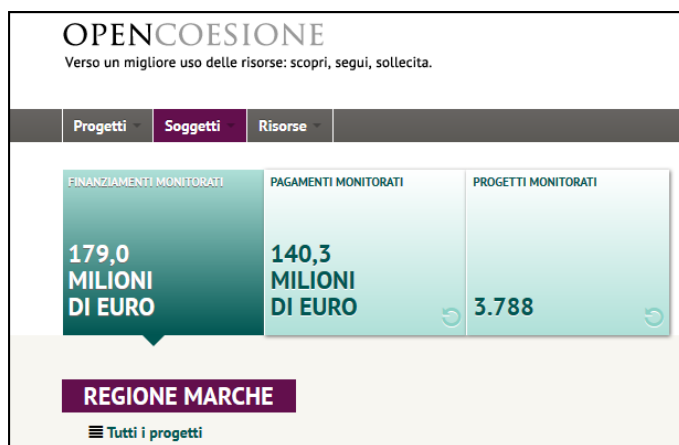 OPENCOESIONE
Verso un migliore uso delle risorse: scopri, segui, sollecita.
Progetti Soggetti Risorse
FINANZIAMENTI MONITORATI
179,0
MILIONI
DI EURO
PAGAMENTI MONITORATI
140,3
MILIONI
DI EURO
PROGETTI MONITORATI
3.788
REGIONE MARCHE
Tutti i progetti